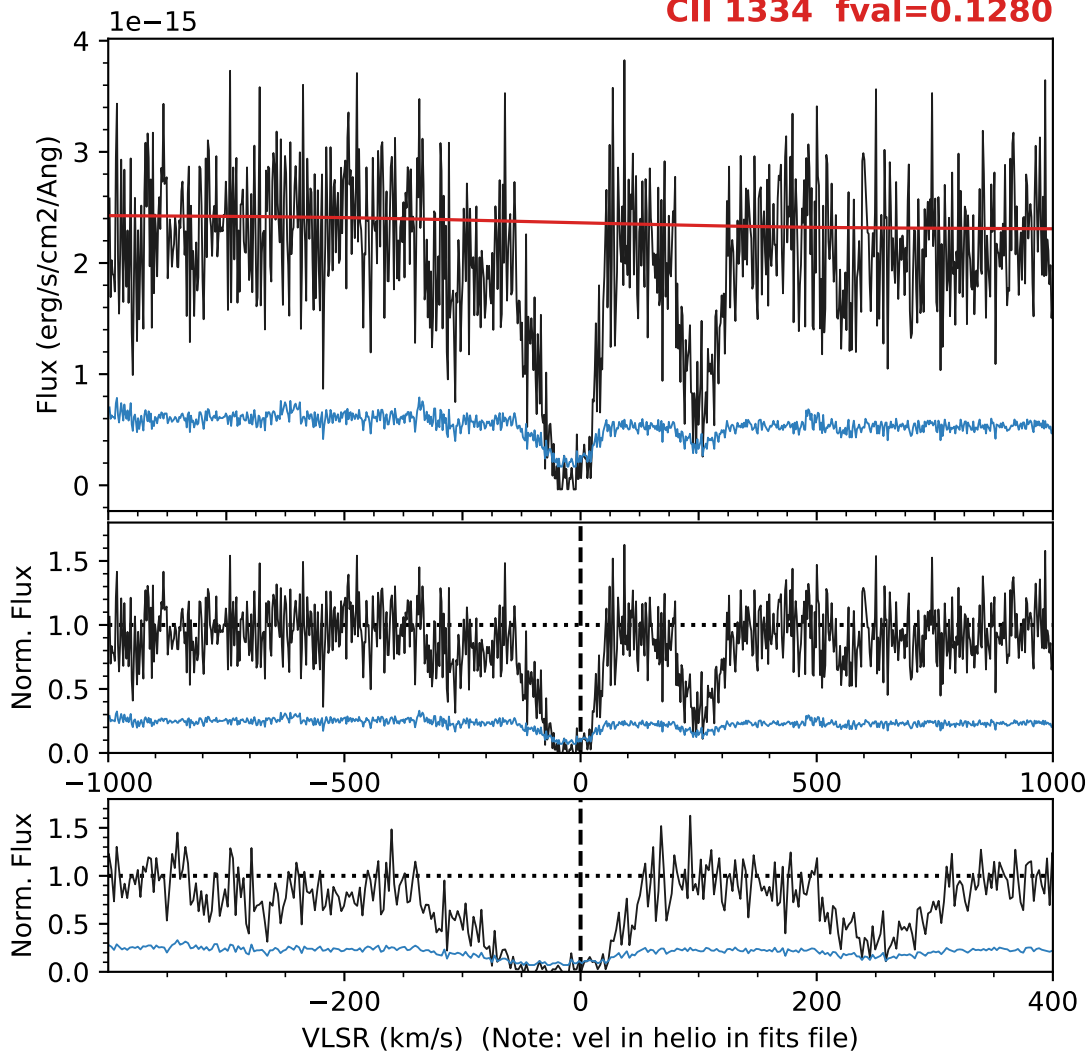 CII 1334 fval=0.1280
1e−15
4
3
2
1
0
Flux (erg/s/cm2/Ang)
1.5
1.0
0.5
0.0
Norm. Flux
−1000 −500 0 500 1000
1.5
1.0
0.5
0.0
Norm. Flux
−200 0 200 400
VLSR (km/s) (Note: vel in helio in fits file)